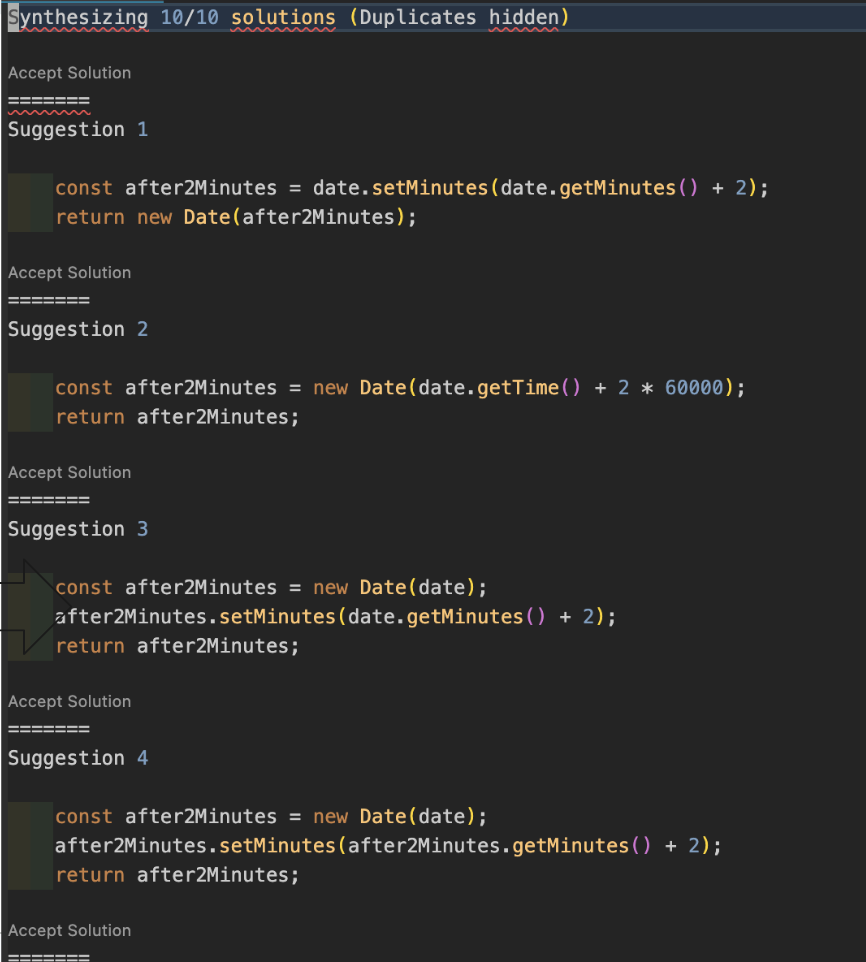 Synthesizing 10/10 solutions (Duplicates hidden)
Accept Solution
=======
Suggestion 1
const after2Minutes = date.setMinutes(date.getMinutes() + 2);
return new Date(after2Minutes);
Accept Solution
=======
Suggestion 2
const after2Minutes = new Date(date.getTime() + 2 * 60000);
return after2Minutes;
Accept Solution
=======
Suggestion 3
const after2Minutes = new Date(date);
after2Minutes.setMinutes(date.getMinutes() + 2);
return after2Minutes;
Accept Solution
=======
Suggestion 4
const after2Minutes = new Date(date);
after2Minutes.setMinutes(after2Minutes.getMinutes() + 2);
return after2Minutes;
Accept Solution
=======